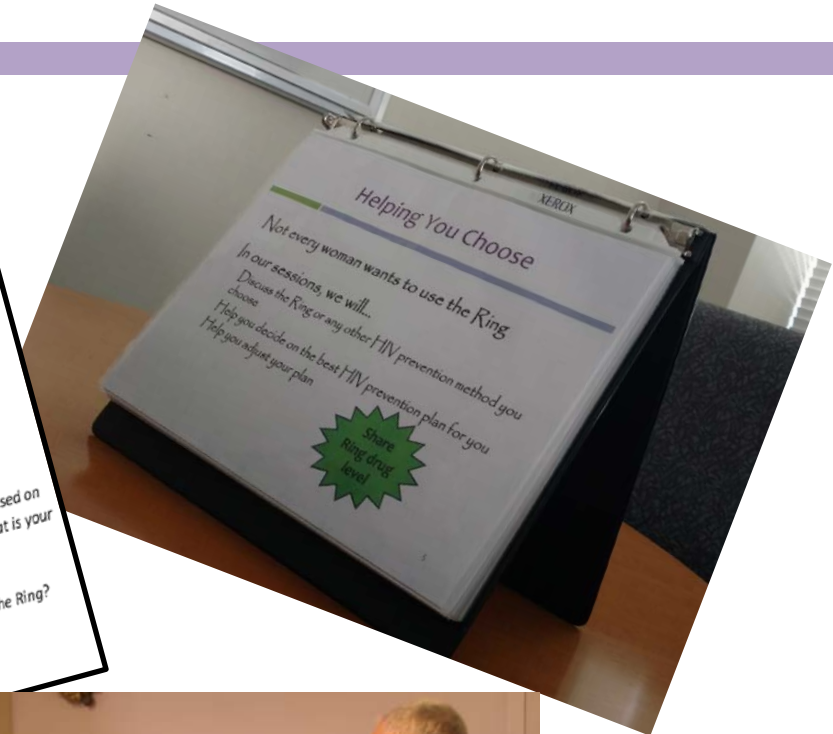 XEROX
Helping You Choose
Not every woman wants to use the Ring
In our sessions, we will...
Discuss the Ring or any other HIV prevention method you
choose
Help you decide on the best HIV prevention plan for you
Help you adjust your plan
Share
Ring drug
level
sed on
at is your
he Ring?